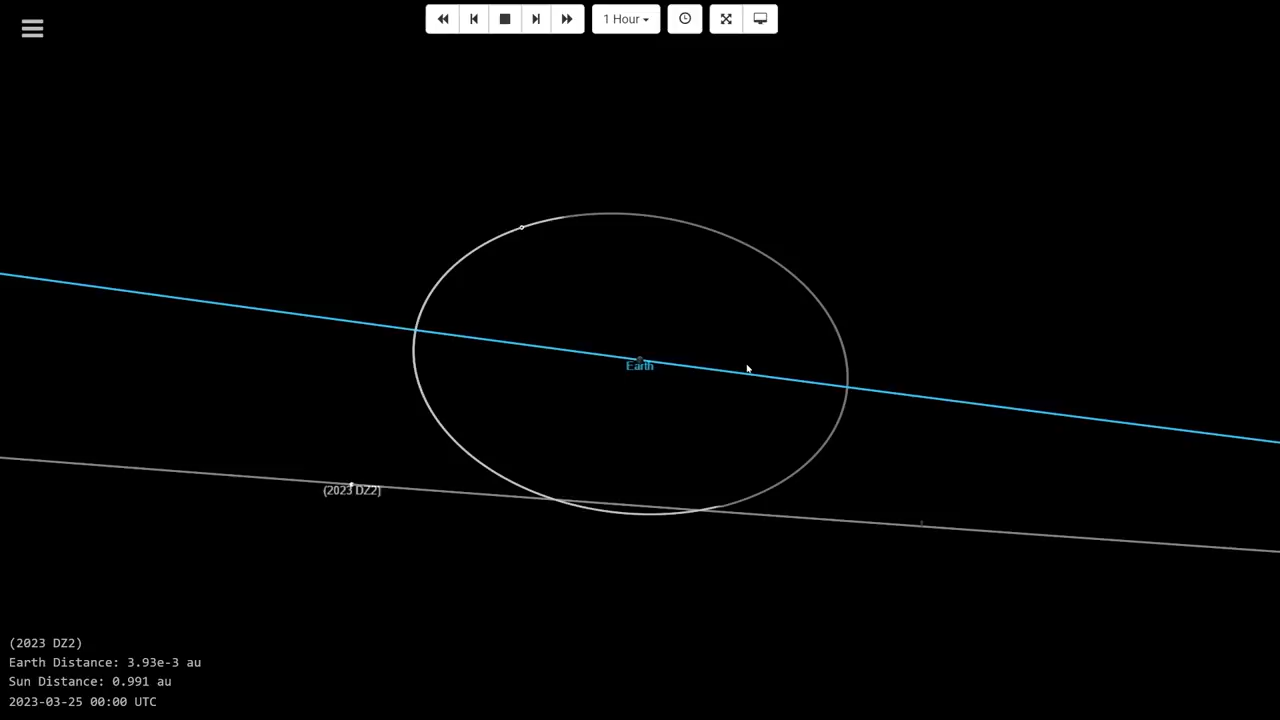 1 Hour
Earth
(2023 DZ2)
(2023 DZ2)
Earth Distance: 3.93e-3 au
Sun Distance: 0.991 au
2023-03-25 00:00 UTC